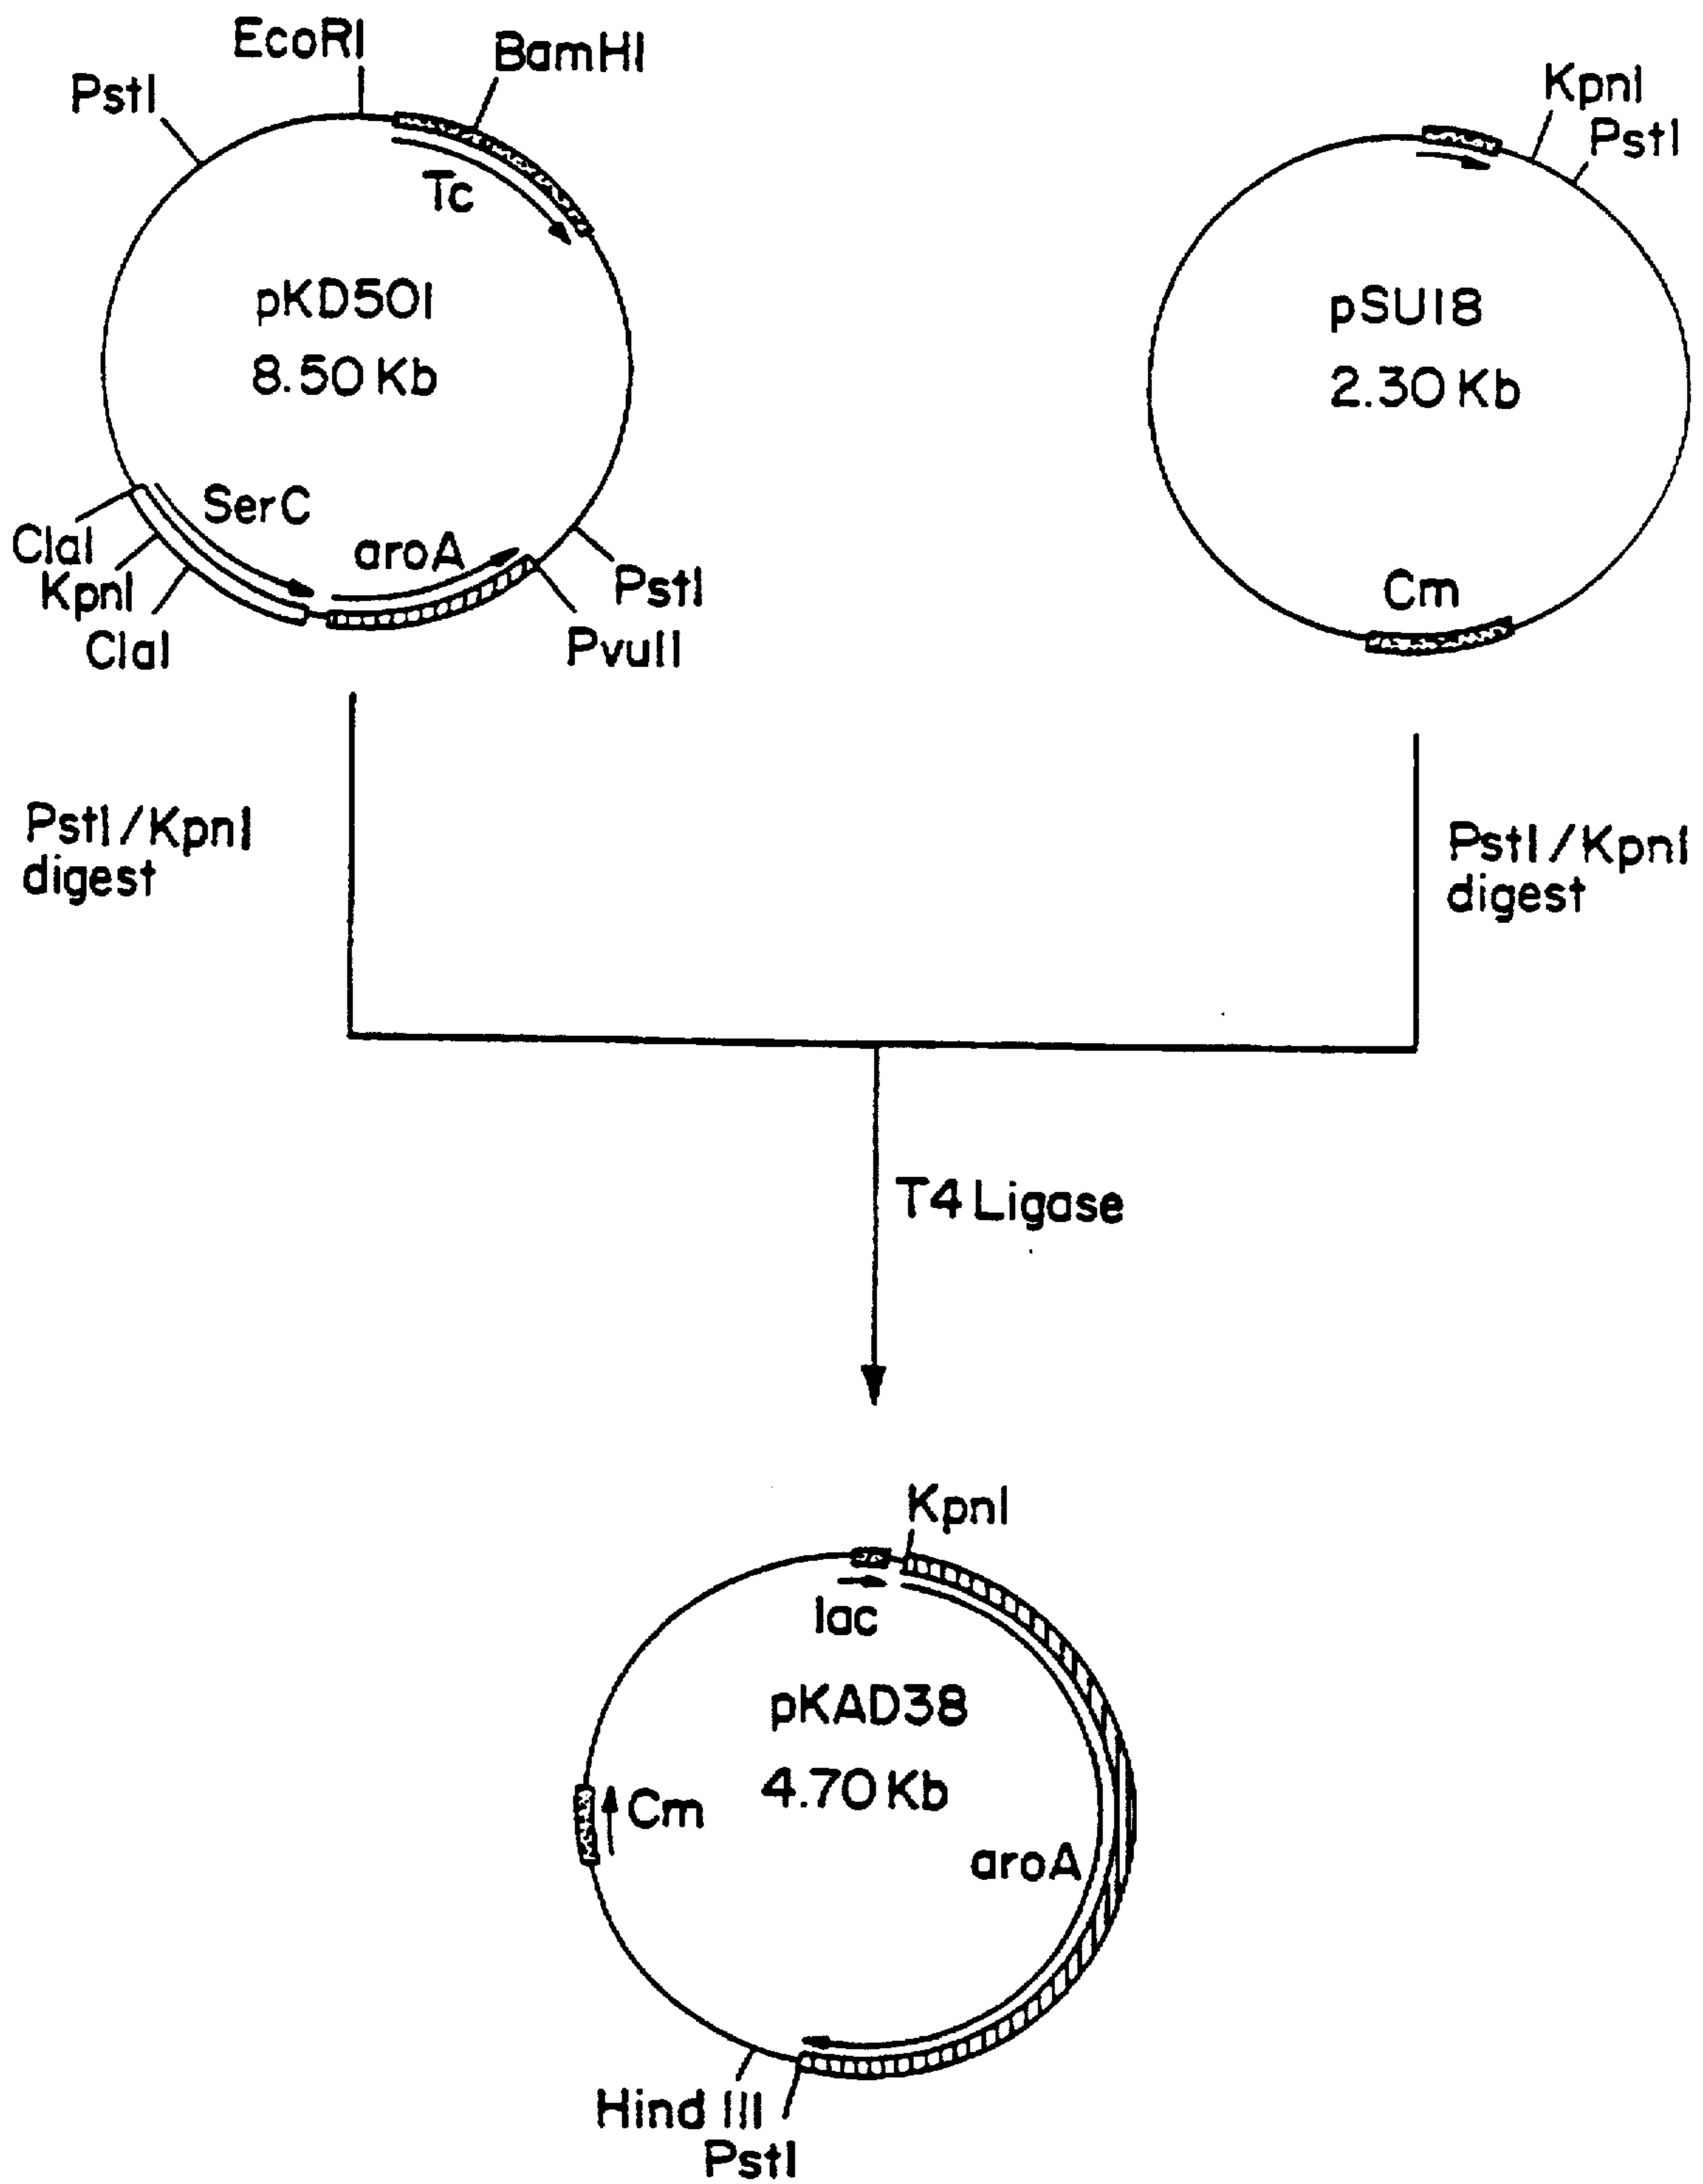 EcoRI
BamHI
PstI
Tc
pKD501
8.50 Kb
SerC
aroA
ClaI
KpnI
ClaI
PstI
PvuII
KpnI
PstI
pSU18
2.30 Kb
Cm
PstI/KpnI
digest
PstI/KpnI
digest
T4 Ligase
KpnI
lac
pKAD38
4.70 Kb
Cm
aroA
Hind III
PstI